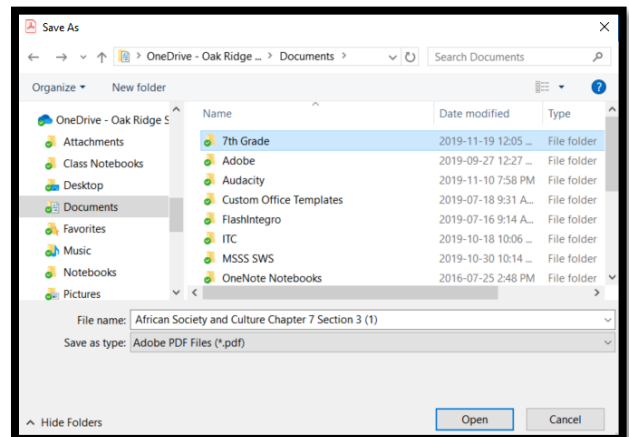 Save As
OneDrive - Oak Ridge ... > Documents >
Search Documents
Organize
New folder
?
Name
Date modified
Type
OneDrive - Oak Ridge S
Attachments
Class Notebooks
Desktop
Documents
Favorites
Music
Notebooks
Pictures
7th Grade 2019-11-19 12:05 ... File folder
Adobe 2019-09-27 12:27 ... File folder
Audacity 2019-11-10 7:58 PM File folder
Custom Office Templates 2019-07-18 9:31 A... File folder
FlashIntegro 2019-07-16 9:14 A... File folder
ITC 2019-10-18 10:06 ... File folder
MSSS SWS 2019-10-30 10:14 ... File folder
OneNote Notebooks 2016-07-25 2:48 PM File folder
File name: African Society and Culture Chapter 7 Section 3 (1)
Save as type: Adobe PDF Files (*.pdf)
Hide Folders
Open
Cancel